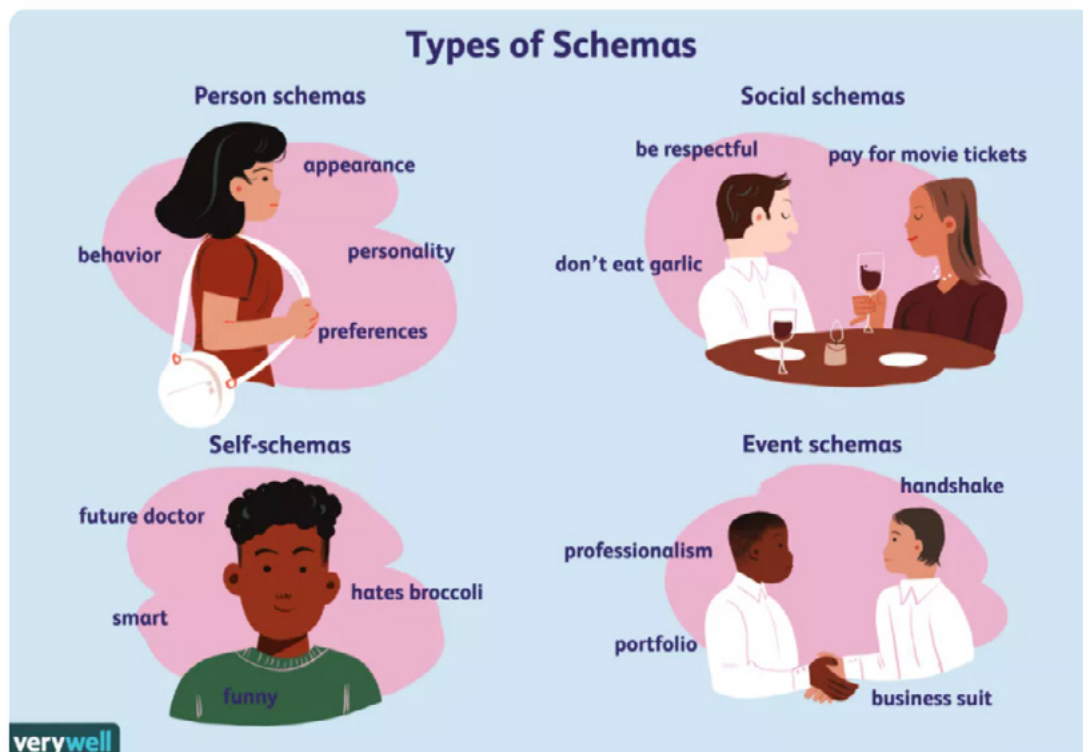 Types of Schemas
Person schemas
appearance
behavior
personality
preferences
Social schemas
be respectful
pay for movie tickets
don't eat garlic
Self-schemas
future doctor
hates broccoli
smart
funny
Event schemas
handshake
professionalism
portfolio
business suit
verywell